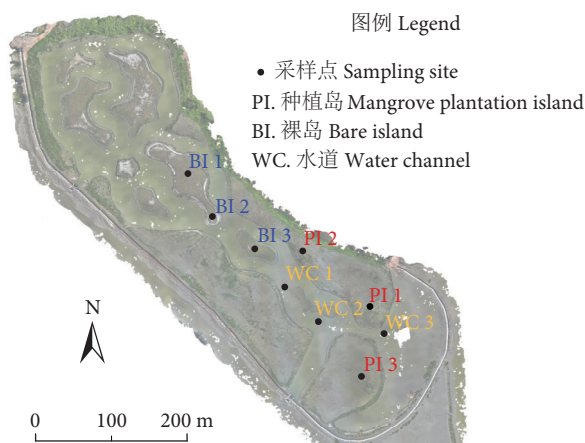 图例 Legend
采样点 Sampling site
PI. 种植岛 Mangrove plantation island
BI. 裸岛 Bare island
WC. 水道 Water channel
BI 1
BI 2
BI 3
PI 2
WC 1
PI 1
WC 2
WC 3
PI 3
N
0 100 200 m